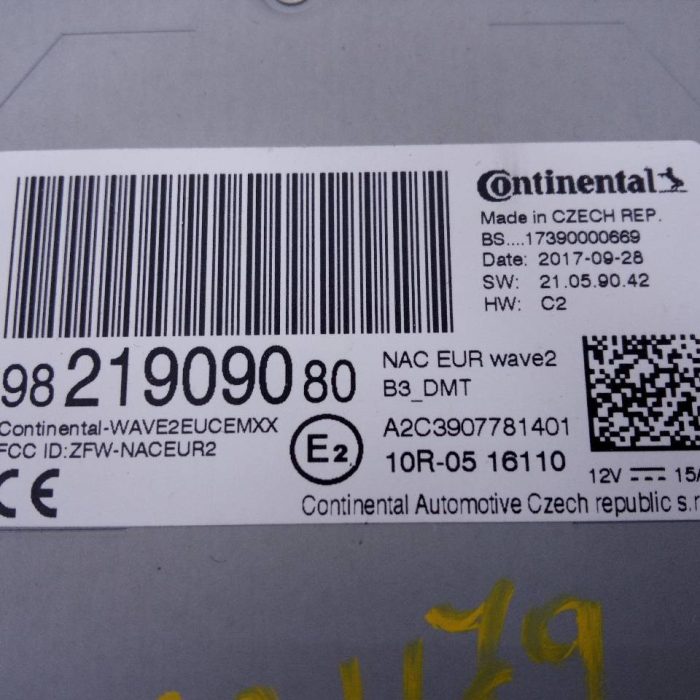 Continental
Made in CZECH REP.
BS....17390000669
Date: 2017-09-28
SW: 21.05.90.42
HW: C2
98 219090 80
NAC EUR wave2
B3_DMT
Continental-WAVE2EUCEMXX
FCC ID:ZFW-NACEUR2
E2
A2C3907781401
10R-05 16110
12V 15A
CE
Continental Automotive Czech republic s.r